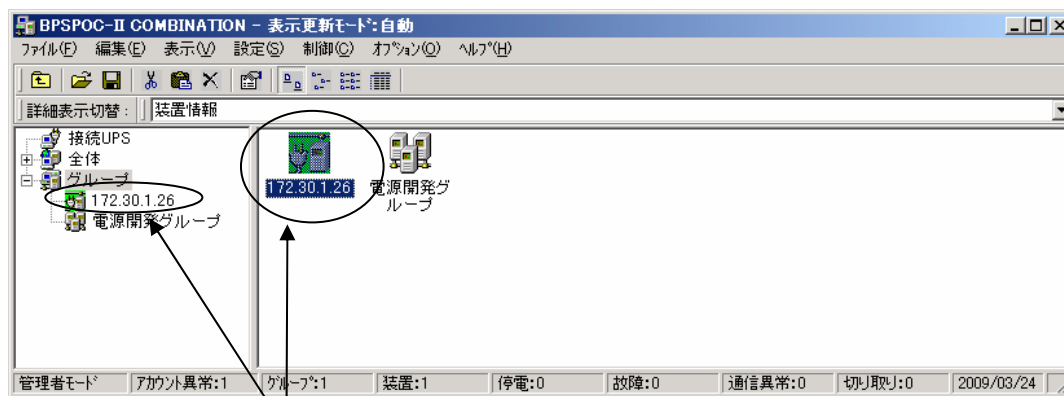 BPSPOC-II COMBINATION - 表示更新モード:自動
ファイル(F) 編集(E) 表示(V) 設定(S) 制御(C) オプション(O) ヘルプ(H)
詳細表示切替: 装置情報
接続UPS
全体
グループ
172.30.1.26
電源開発グループ
172.30.1.26
電源開発グ
ループ
管理者モード アカウント異常:1 グループ:1 装置:1 停電:0 故障:0 通信異常:0 切り取り:0 2009/03/24